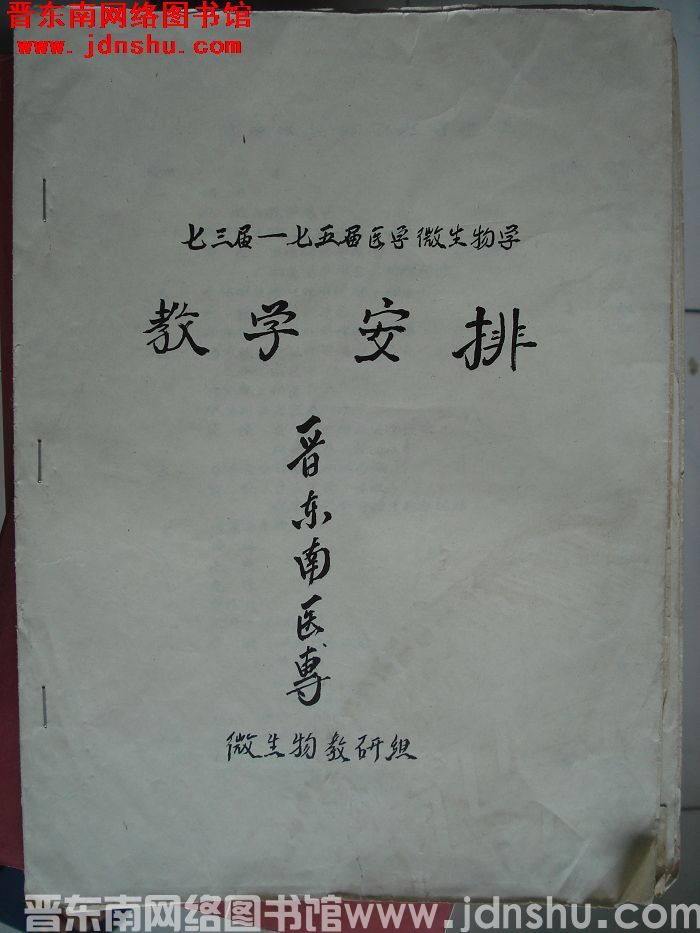 晋东南网络图书馆
www.jdnshu.com
七三届一七五届医学微生物学
教学安排
晋东南医专
微生物教研组
晋东南网络图书馆www.jdnshu.com